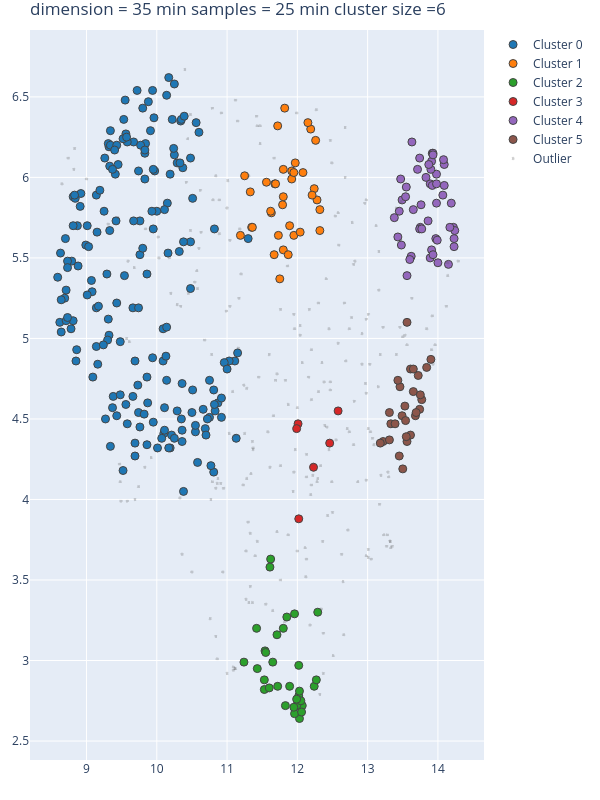 dimension = 35 min samples = 25 min cluster size =6
Cluster 0
Cluster 1
Cluster 2
Cluster 3
Cluster 4
Cluster 5
Outlier
6.5
6
5.5
5
4.5
4
3.5
3
2.5
9 10 11 12 13 14